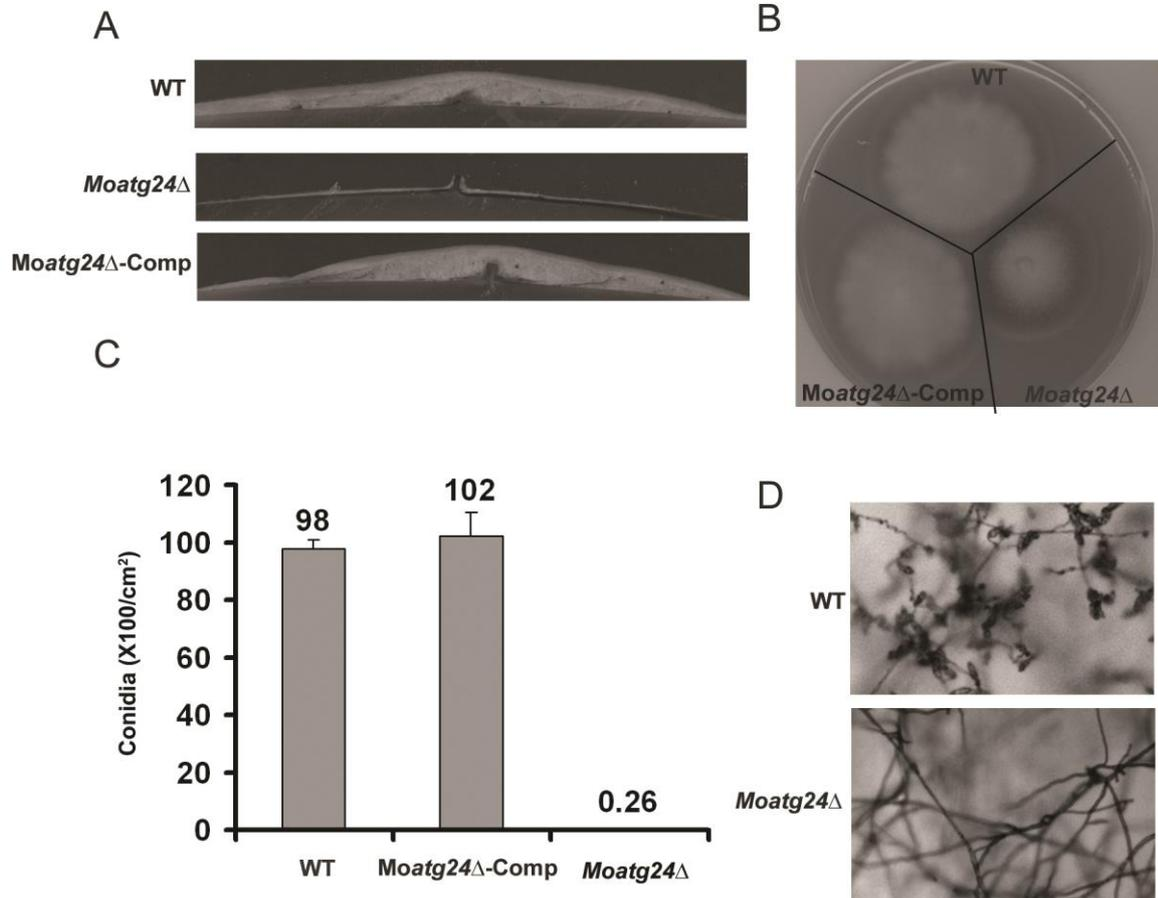 A
WT
Moatg24Δ
Moatg24Δ-Comp
B
WT
Moatg24Δ-Comp
Moatg24Δ
C
Conidia (X100/cm²)
120
100
80
60
40
20
0
98
102
0.26
WT
Moatg24Δ-Comp
Moatg24Δ
D
WT
Moatg24Δ